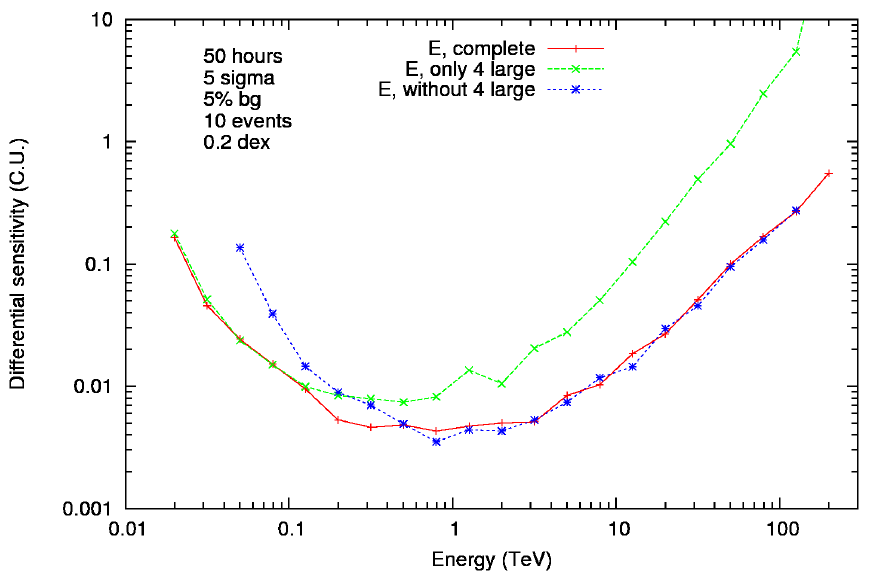 10
1
0.1
0.01
0.001
Differential sensitivity (C.U.)
50 hours
5 sigma
5% bg
10 events
0.2 dex
E, complete
E, only 4 large
E, without 4 large
0.01
0.1
1
10
100
Energy (TeV)